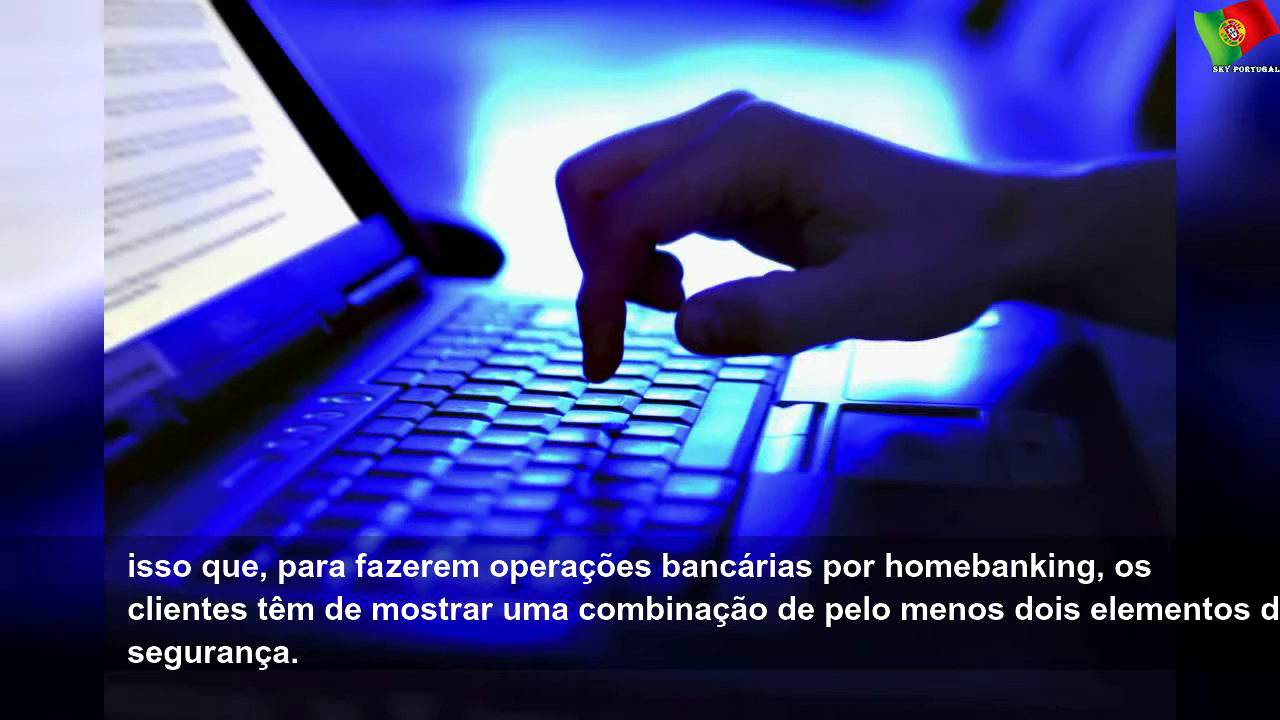 SKY PORTUGAL
isso que, para fazerem operações bancárias por homebanking, os
clientes têm de mostrar uma combinação de pelo menos dois elementos d
segurança.